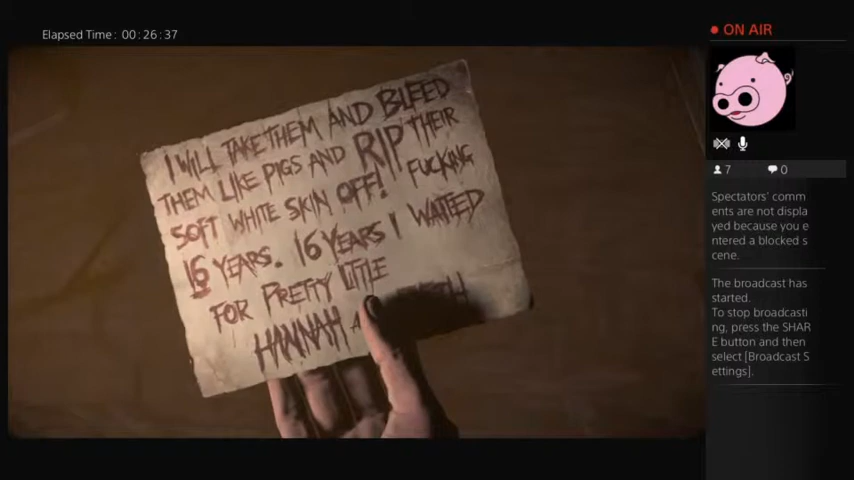 Elapsed Time: 00:26:37
ON AIR
I WILL TAKE THEM AND BLEED
THEM LIKE PIGS AND RIP THEIR
SOFT WHITE SKIN OFF! FUCKING
16 YEARS. 16 YEARS I WAITED
FOR PRETTY LITTLE
HANNAH
7
0
Spectators' comm
ents are not displa
yed because you e
ntered a blocked s
cene.
The broadcast has
started.
To stop broadcasti
ng, press the SHAR
E button and then
select [Broadcast S
ettings].